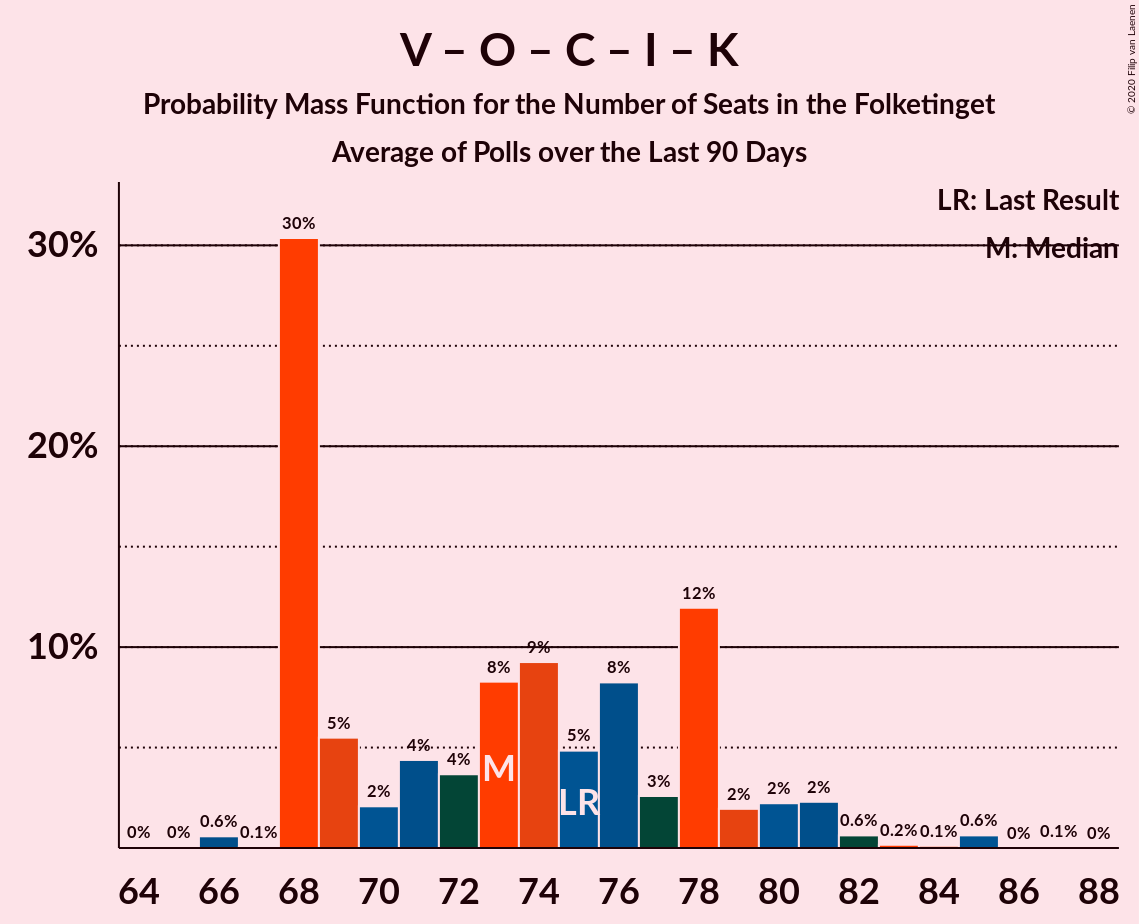 V – O – C – I – K
Probability Mass Function for the Number of Seats in the Folketinget
Average of Polls over the Last 90 Days
© 2020 Filip van Laenen
LR: Last Result
M: Median
30%
20%
10%
0% 0% 0.6% 0.1% 30% 5% 2% 4% 4% 8% 9% 5% 8% 3% 12% 2% 2% 2% 0.6% 0.2% 0.1% 0.6% 0% 0.1% 0%
M
LR
64 66 68 70 72 74 76 78 80 82 84 86 88